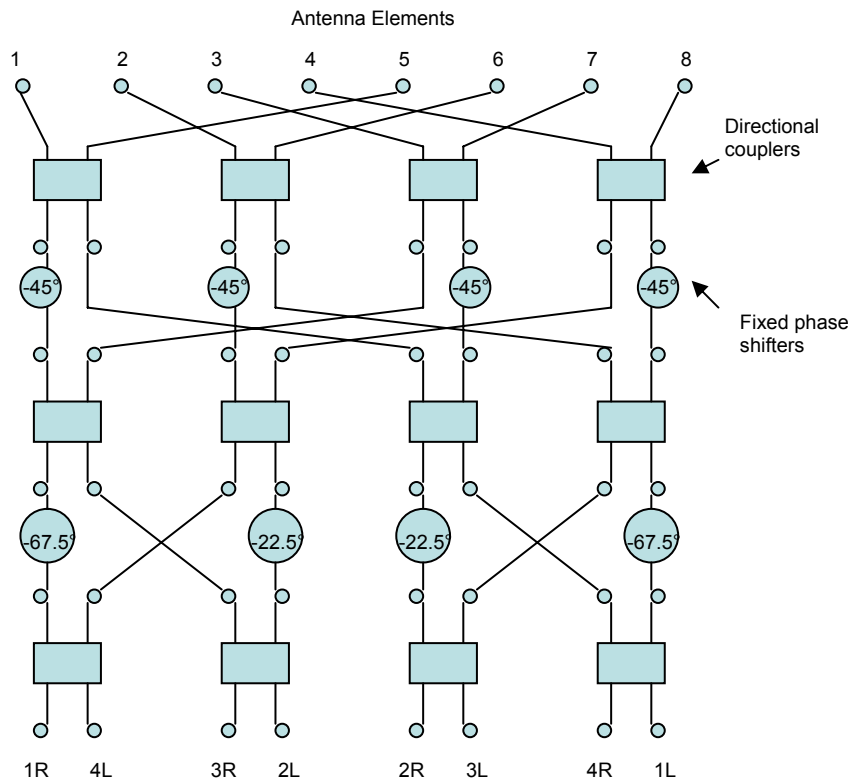 Antenna Elements
1 2 3 4 5 6 7 8
Directional
couplers
-45° -45° -45° -45°
Fixed phase
shifters
-67.5° -22.5° -22.5° -67.5°
1R 4L 3R 2L 2R 3L 4R 1L